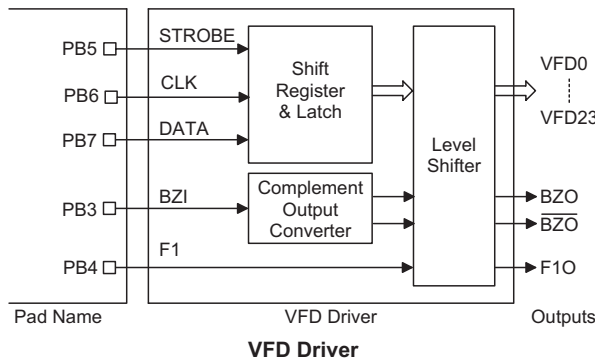 PB5
STROBE
PB6
CLK
PB7
DATA
Shift
Register
& Latch
VFD0
VFD23
Level
Shifter
PB3
BZI
Complement
Output
Converter
BZO
B̅Z̅O̅
PB4
F1
F1O
Pad Name
VFD Driver
Outputs
VFD Driver